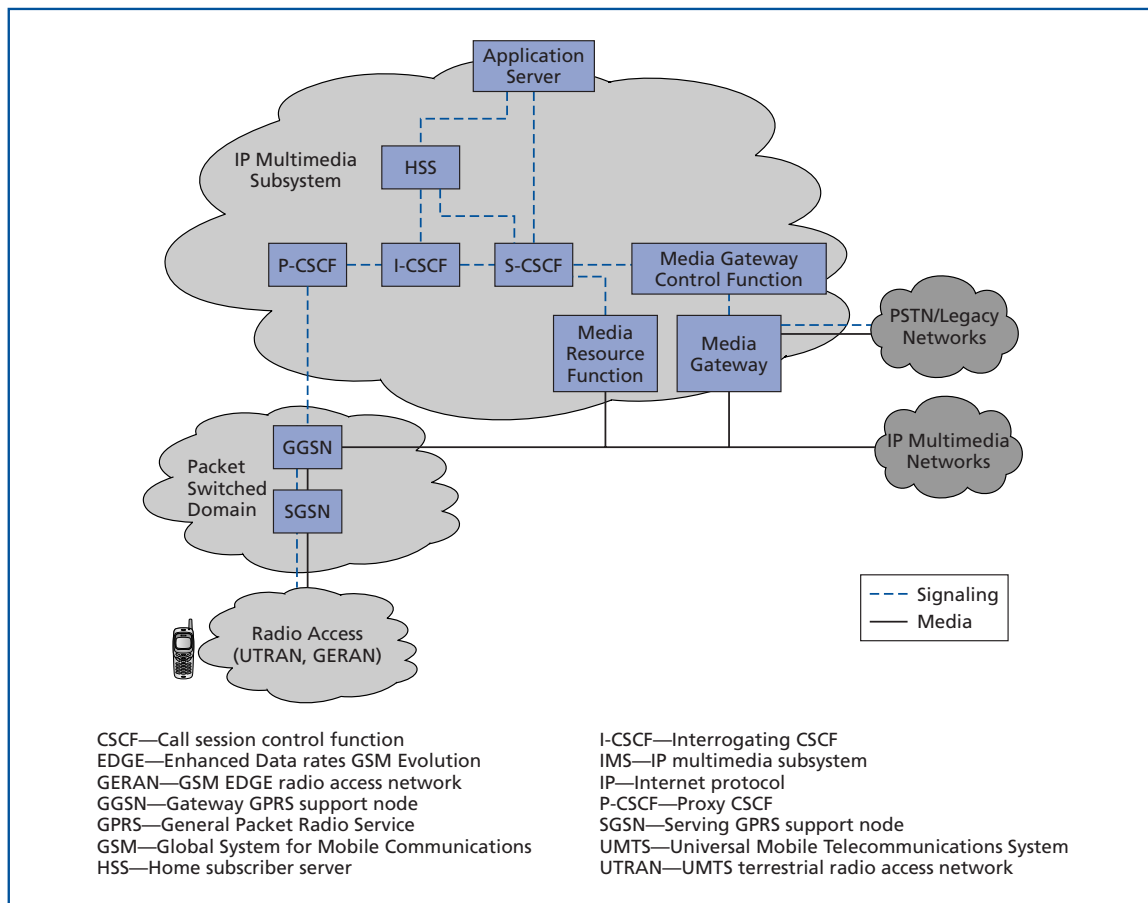 Application
Server
IP Multimedia
Subsystem
HSS
P-CSCF
I-CSCF
S-CSCF
Media Gateway
Control Function
Media
Resource
Function
Media
Gateway
PSTN/Legacy
Networks
GGSN
IP Multimedia
Networks
Packet
Switched
Domain
SGSN
Signaling
Media
Radio Access
(UTRAN, GERAN)
CSCF—Call session control function
EDGE—Enhanced Data rates GSM Evolution
GERAN—GSM EDGE radio access network
GGSN—Gateway GPRS support node
GPRS—General Packet Radio Service
GSM—Global System for Mobile Communications
HSS—Home subscriber server
I-CSCF—Interrogating CSCF
IMS—IP multimedia subsystem
IP—Internet protocol
P-CSCF—Proxy CSCF
SGSN—Serving GPRS support node
UMTS—Universal Mobile Telecommunications System
UTRAN—UMTS terrestrial radio access network